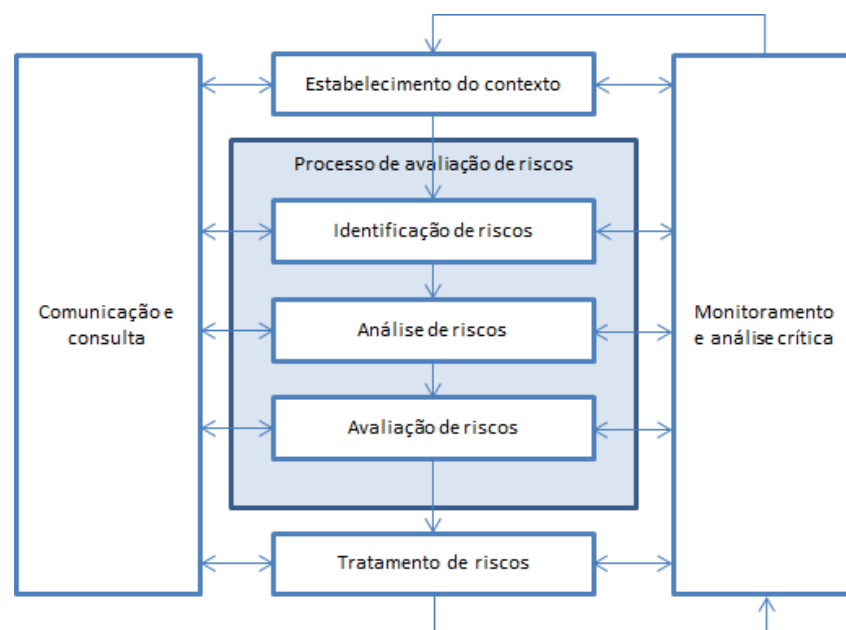 Estabelecimento do contexto
Processo de avaliação de riscos
Identificação de riscos
Comunicação e
consulta
Análise de riscos
Monitoramento
e análise crítica
Avaliação de riscos
Tratamento de riscos